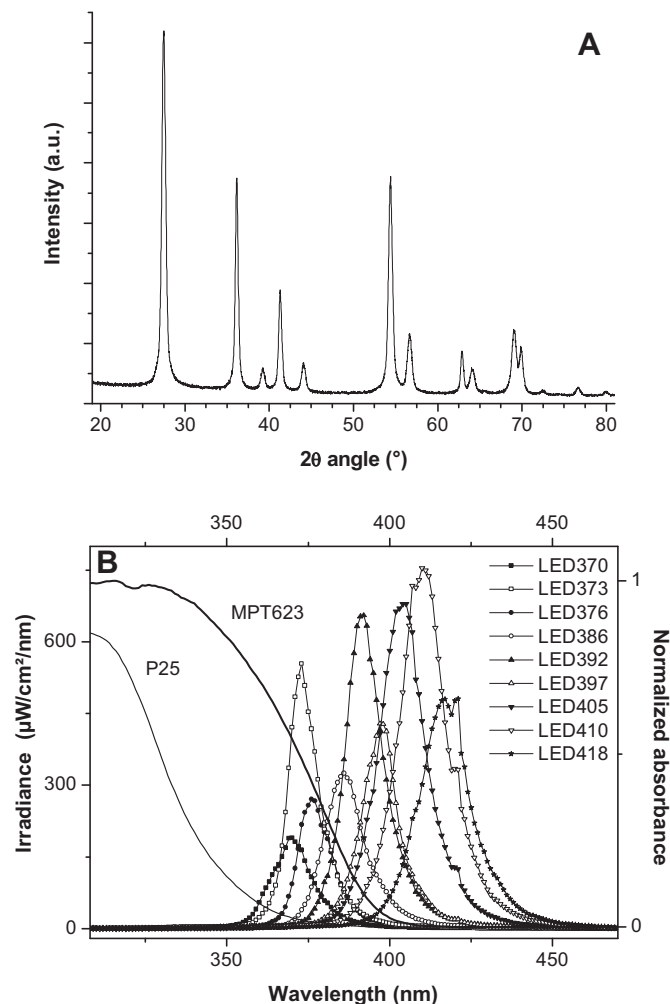 A
Intensity (a.u.)
20 30 40 50 60 70 80
2θ angle (°)
350 400 450
B
MPT623
P25
LED370
LED373
LED376
LED386
LED392
LED397
LED405
LED410
LED418
600
300
0
1
0
Irradiance (µW/cm²/nm)
Normalized absorbance
350 400 450
Wavelength (nm)